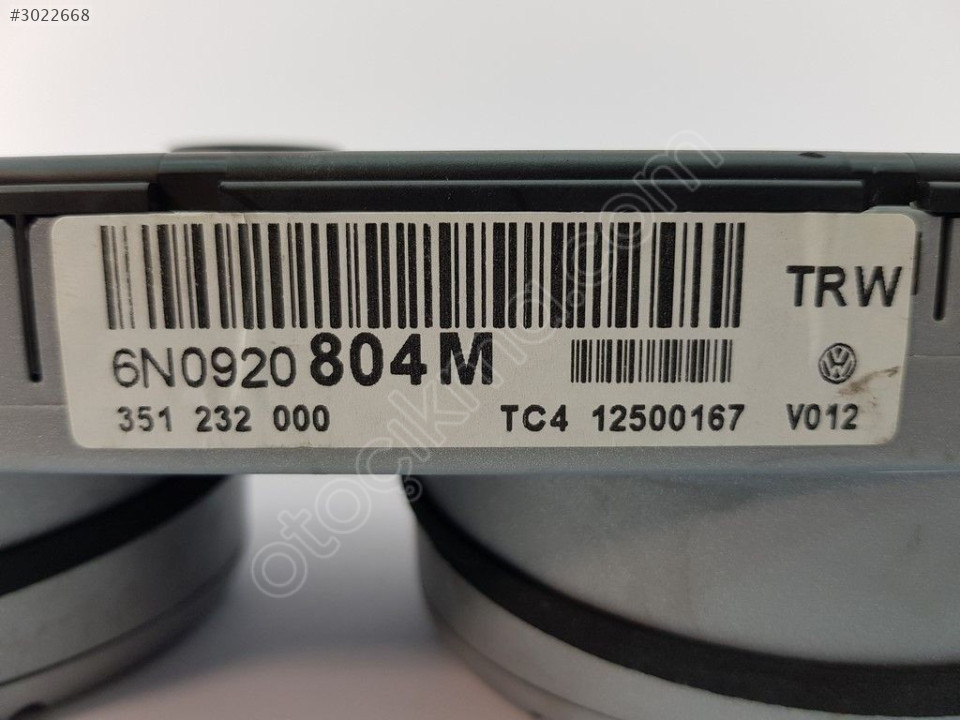 #3022668
TRW
6N0920 804M
351 232 000 TC4 12500167 V012
otocikma.com